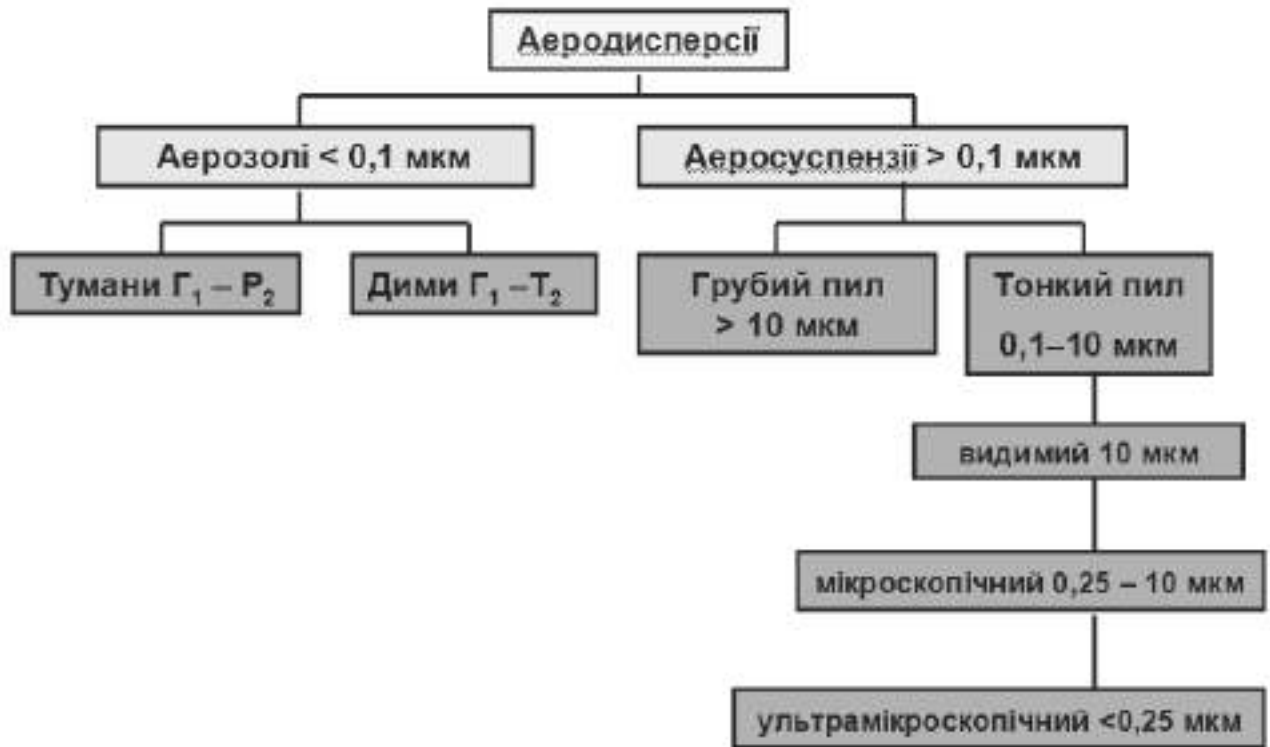 Аеродисперсії
Аерозолі < 0,1 мкм
Аеросуспензії > 0,1 мкм
Тумани Г₁ – Р₂
Дими Г₁ –Т₂
Грубий пил
> 10 мкм
Тонкий пил
0,1–10 мкм
видимий 10 мкм
мікроскопічний 0,25 – 10 мкм
ультрамікроскопічний <0,25 мкм